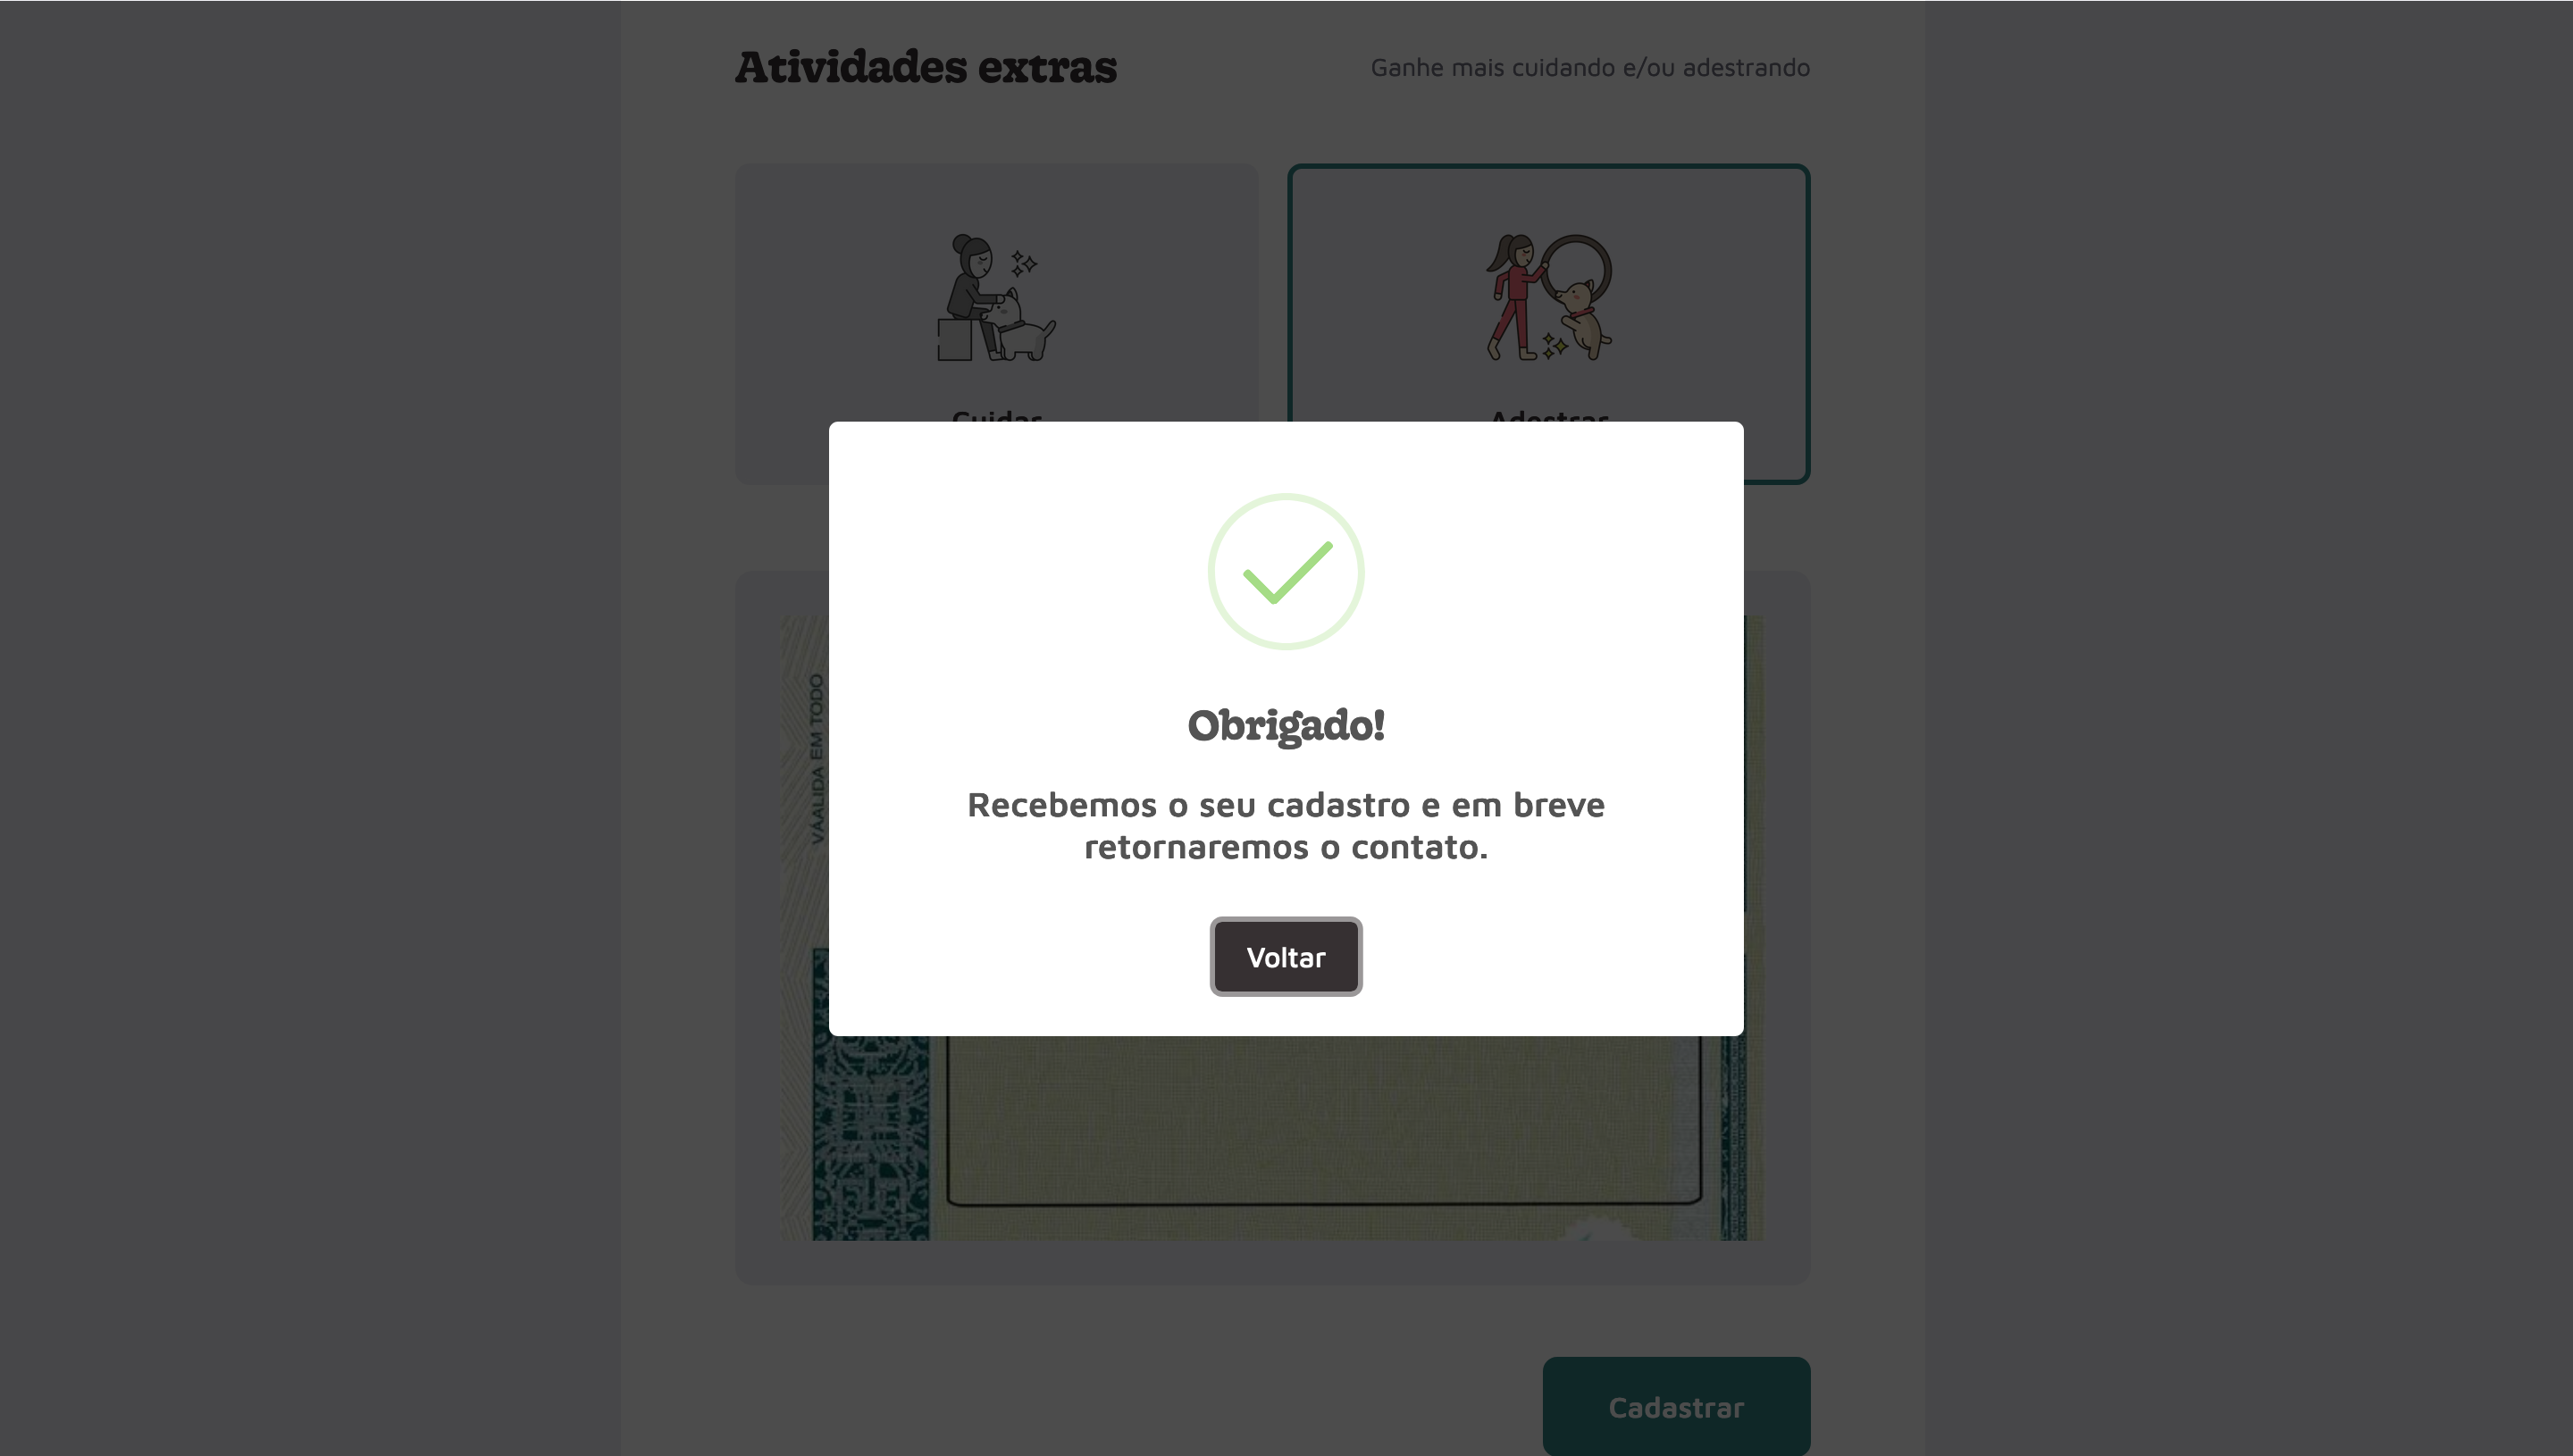 Atividades extras
Ganhe mais cuidando e/ou adestrando
Cuidar
Adestrar
VÁALIDA EM TODO
Obrigado!
Recebemos o seu cadastro e em breve
retornaremos o contato.
Voltar
Cadastrar